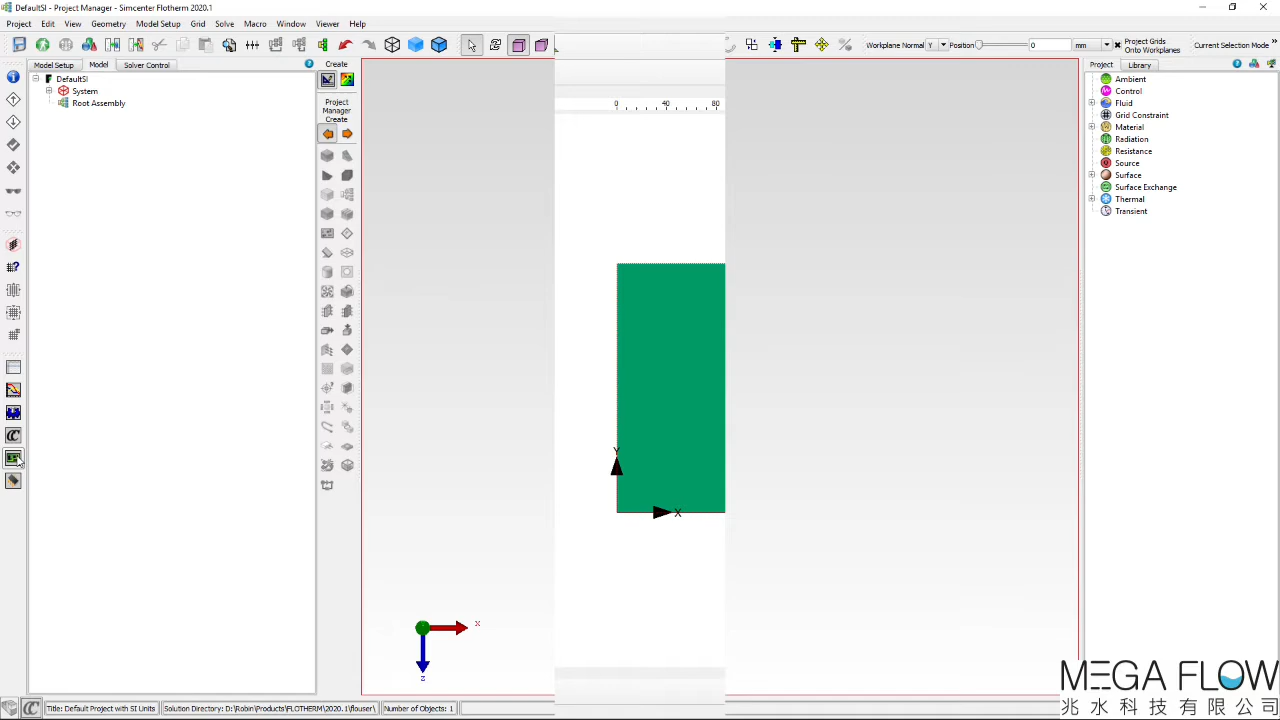 DefaultSI - Project Manager - Simcenter Flotherm 2020.1
Project Edit View Geometry Model Setup Grid Solve Macro Window Viewer Help
Workplane Normal Y Position 0 mm Project Grids Onto Workplanes Current Selection Mode
Model Setup Model Solver Control
Create
Project Library
DefaultSI
System
Root Assembly
Project Manager Create
0 40 80
Ambient
Control
Fluid
Grid Constraint
Material
Radiation
Resistance
Source
Surface
Surface Exchange
Thermal
Transient
Y
X
x
z
MEGA FLOW
兆水科技有限公司
Title: Default Project with SI Units Solution Directory: D:\Robin\Products\FLOTHERM\2020.1\flouser\ Number of Objects: 1